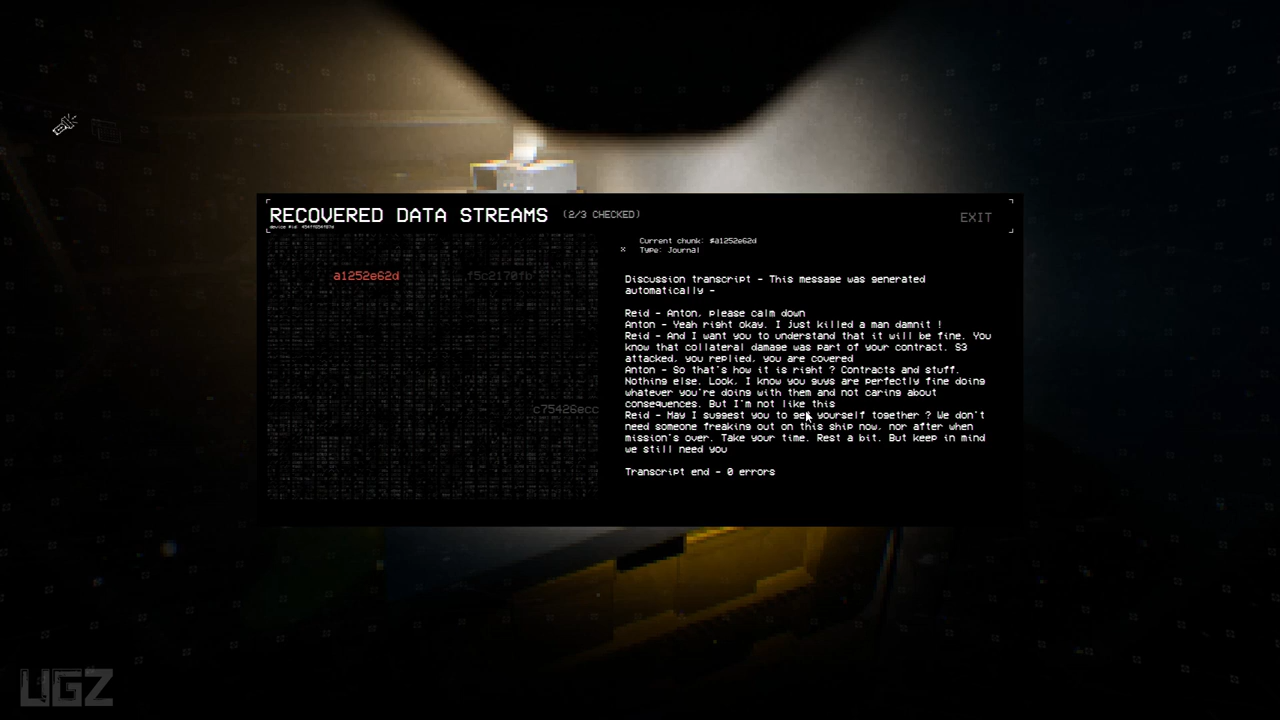 RECOVERED DATA STREAMS (2/3 CHECKED)
EXIT
a1252e62d
f5c2170fb
c75426ecc
Current chunk: #a1252e62d
x Type: Journal
Discussion transcript - This message was generated
automatically -
Reid - Anton, please calm down
Anton - Yeah right okay. I just killed a man damnit !
Reid - And I want you to understand that it will be fine. You
know that collateral damage was part of your contract. S3
attacked, you replied, you are covered
Anton - So that's how it is right ? Contracts and stuff.
Nothing else. Look, I know you guys are perfectly fine doing
whatever you're doing with them and not caring about
consequences. But I'm not like this
Reid - May I suggest you to get yourself together ? We don't
need someone freaking out on this ship now, nor after when
mission's over. Take your time. Rest a bit. But keep in mind
we still need you
Transcript end - 0 errors
UGZ